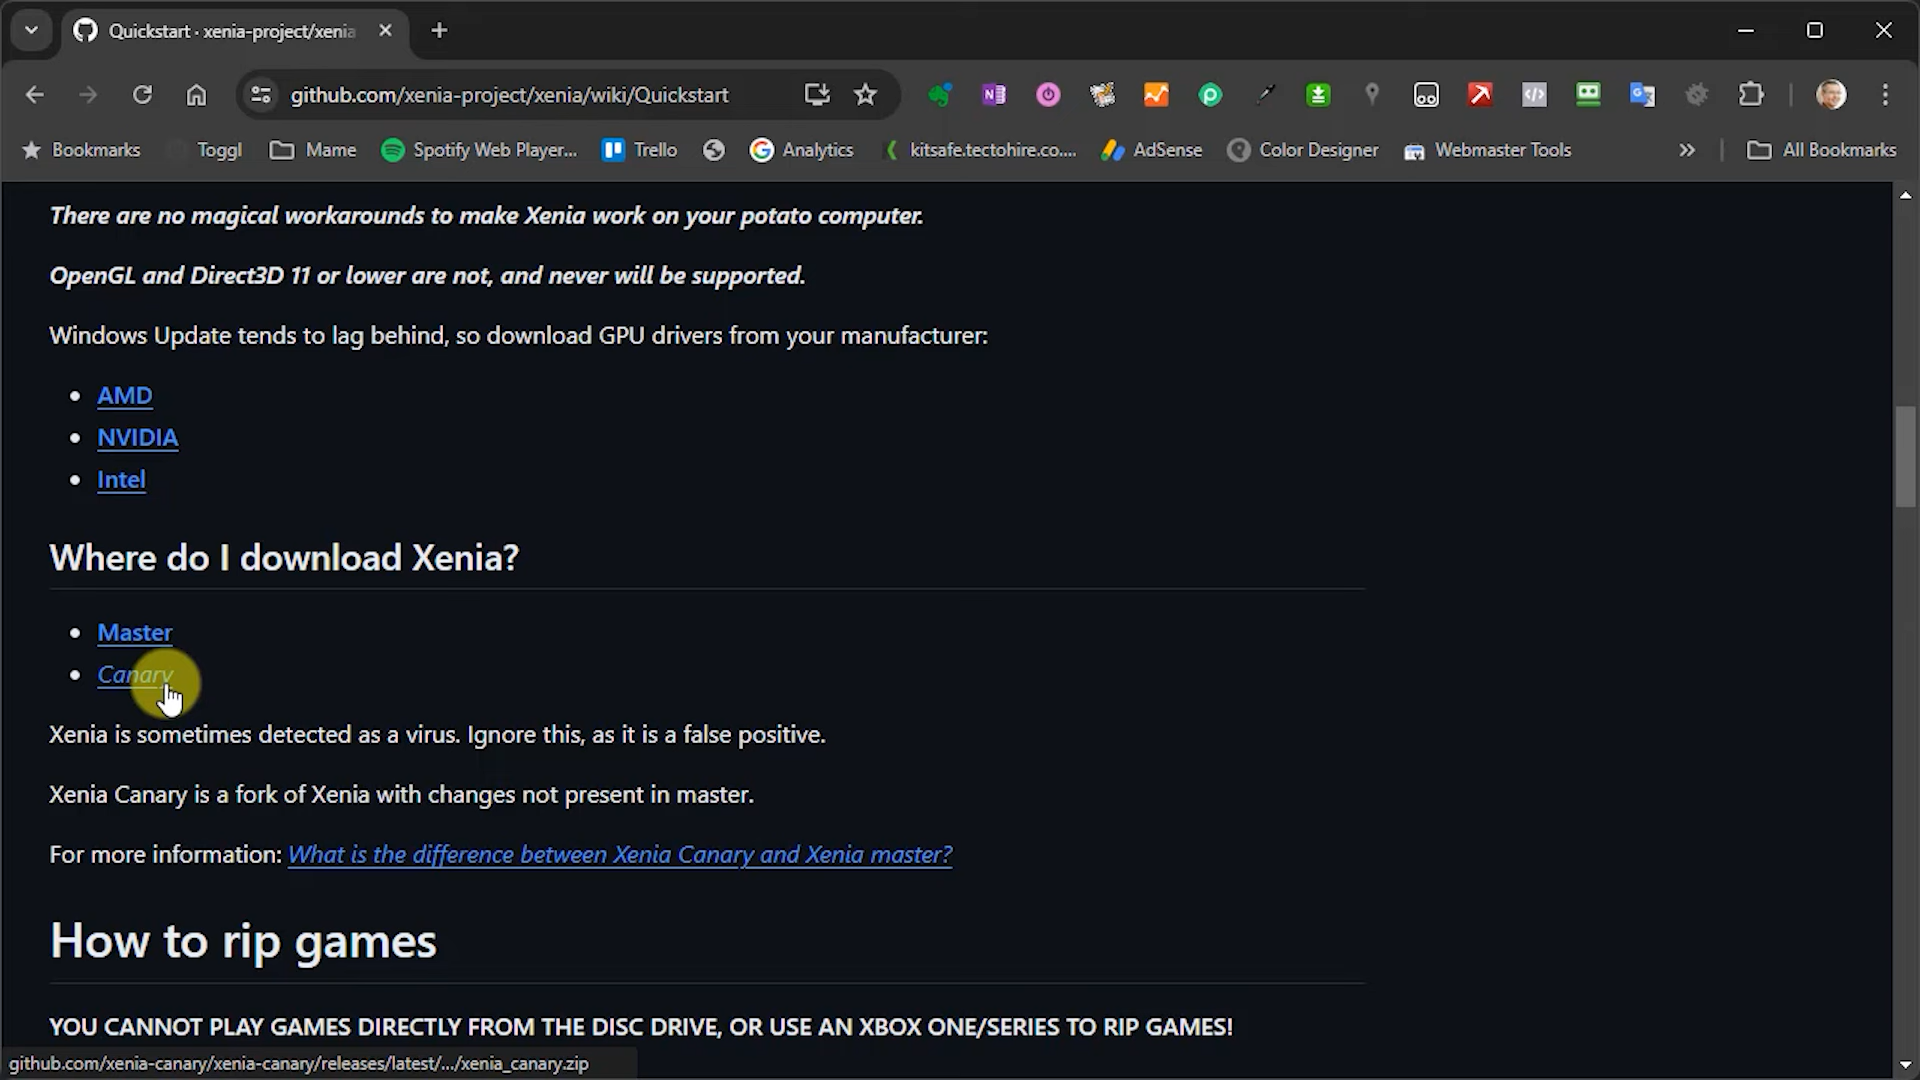 Quickstart · xenia-project/xenia
github.com/xenia-project/xenia/wiki/Quickstart
Bookmarks Toggl Mame Spotify Web Player... Trello Analytics kitsafe.tectohire.co.... AdSense Color Designer Webmaster Tools » All Bookmarks
There are no magical workarounds to make Xenia work on your potato computer.
OpenGL and Direct3D 11 or lower are not, and never will be supported.
Windows Update tends to lag behind, so download GPU drivers from your manufacturer:
AMD
NVIDIA
Intel
Where do I download Xenia?
Master
Canary
Xenia is sometimes detected as a virus. Ignore this, as it is a false positive.
Xenia Canary is a fork of Xenia with changes not present in master.
For more information: What is the difference between Xenia Canary and Xenia master?
How to rip games
YOU CANNOT PLAY GAMES DIRECTLY FROM THE DISC DRIVE, OR USE AN XBOX ONE/SERIES TO RIP GAMES!
github.com/xenia-canary/xenia-canary/releases/latest/.../xenia_canary.zip